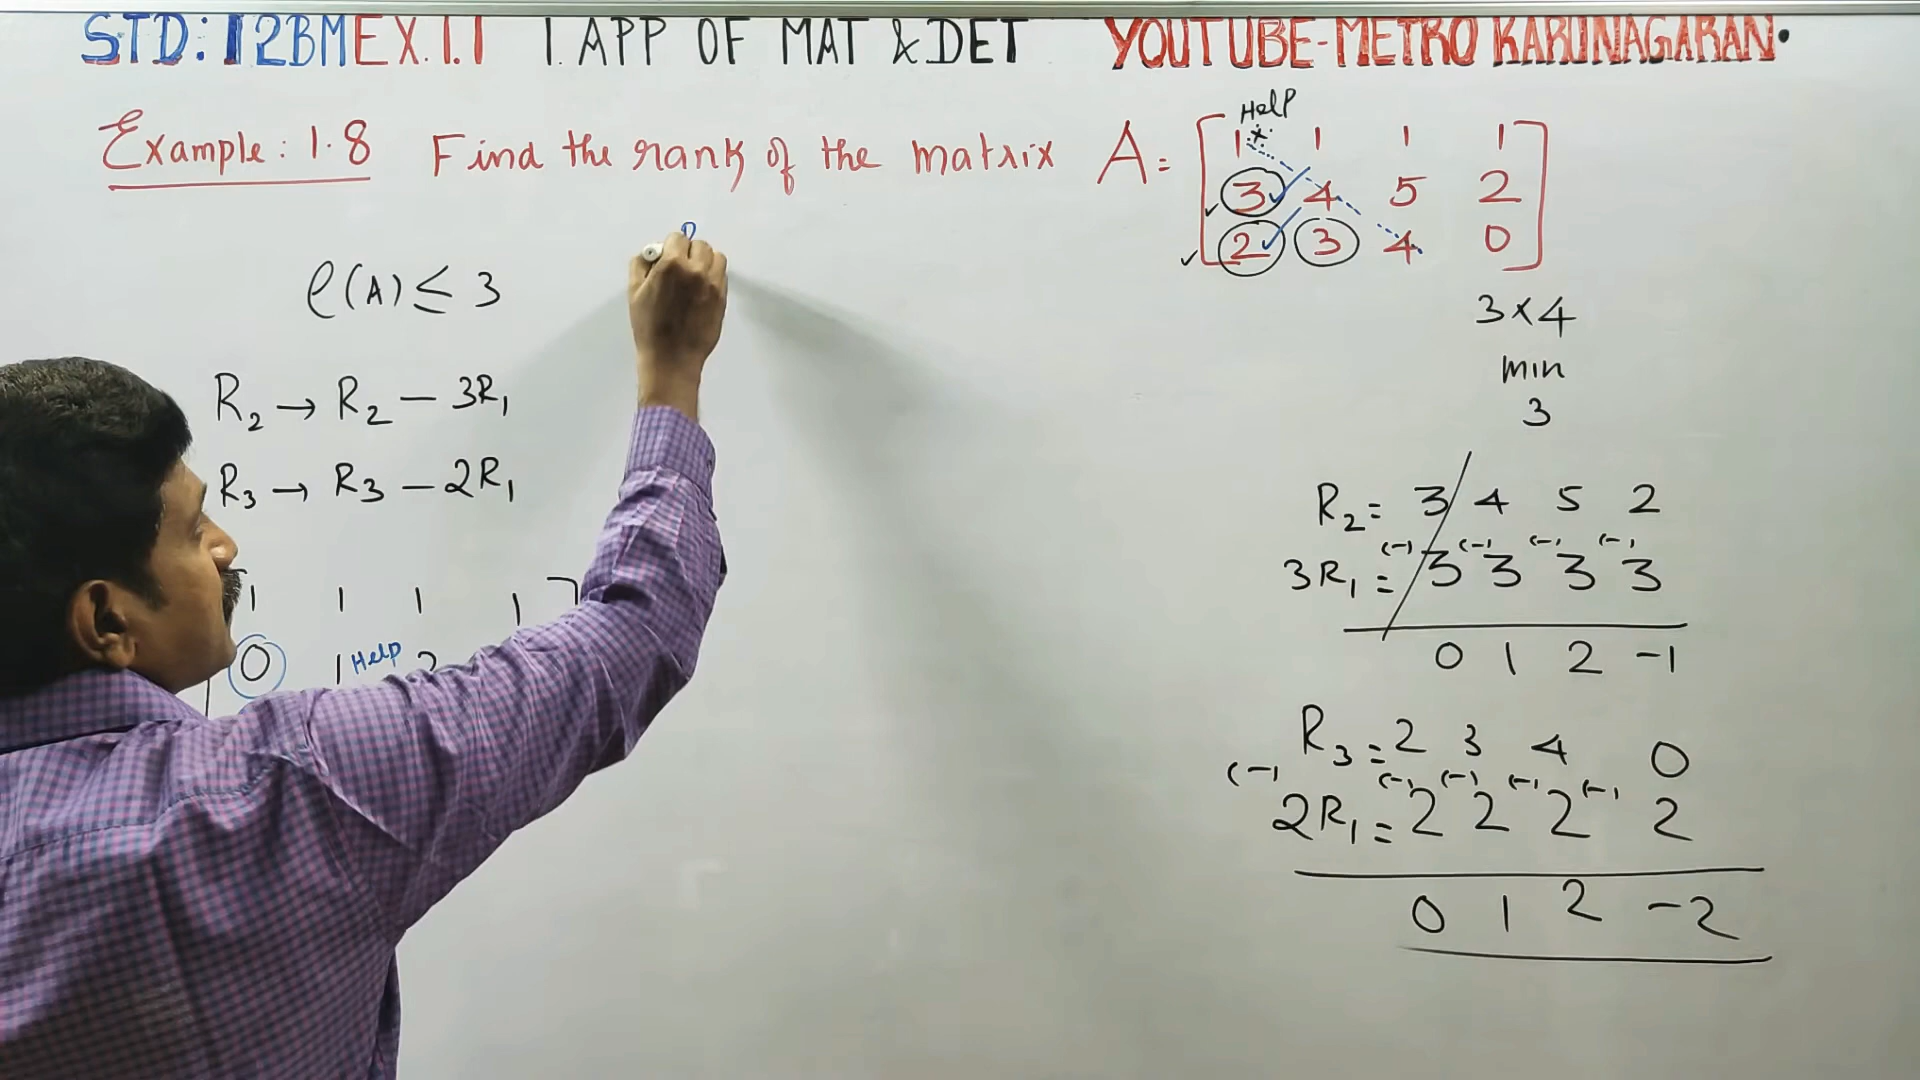 STD: 12BM EX.1.1 1. APP OF MAT & DET YOUTUBE-METRO KARUNAGARAN.
Help
Example: 1.8 Find the rank of the matrix A = [1 1 1 1
3 4 5 2
2 3 4 0]
ρ(A) ≤ 3
3×4
min
3
R₂ → R₂ – 3R₁
R₃ → R₃ – 2R₁
1 1 1 1
0 1 Help 2
R₂ = 3 4 5 2
(-) (-) (-) (-)
3R₁ = 3 3 3 3
0 1 2 -1
R₃ = 2 3 4 0
(-) (-) (-) (-) (-)
2R₁ = 2 2 2 2
0 1 2 -2